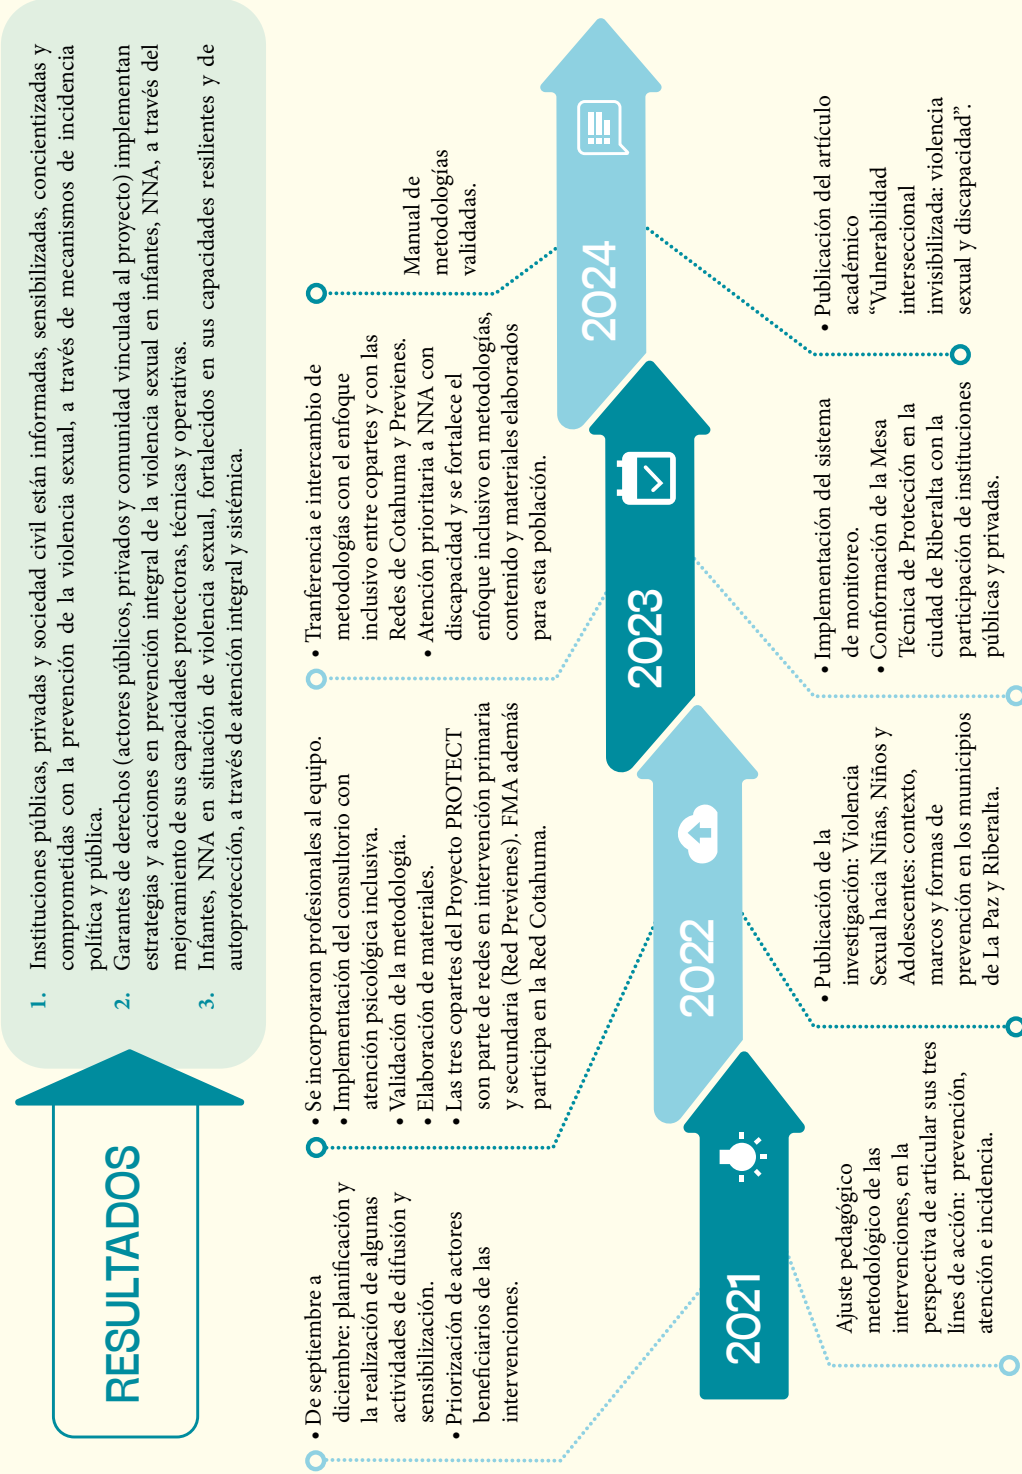 RESULTADOS
1. Instituciones públicas, privadas y sociedad civil están informadas, sensibilizadas, concientizadas y
comprometidas con la prevención de la violencia sexual, a través de mecanismos de incidencia
política y pública.
2. Garantes de derechos (actores públicos, privados y comunidad vinculada al proyecto) implementan
estrategias y acciones en prevención integral de la violencia sexual en infantes, NNA, a través del
mejoramiento de sus capacidades protectoras, técnicas y operativas.
3. Infantes, NNA en situación de violencia sexual, fortalecidos en sus capacidades resilientes y de
autoprotección, a través de atención integral y sistémica.
• De septiembre a
diciembre: planificación y
la realización de algunas
actividades de difusión y
sensibilización.
• Priorización de actores
beneficiarios de las
intervenciones.
• Se incorporaron profesionales al equipo.
• Implementación del consultorio con
atención psicológica inclusiva.
• Validación de la metodología.
• Elaboración de materiales.
• Las tres copartes del Proyecto PROTECT
son parte de redes en intervención primaria
y secundaria (Red Previenes). FMA además
participa en la Red Cotahuma.
• Tranferencia e intercambio de
metodologías con el enfoque
inclusivo entre copartes y con las
Redes de Cotahuma y Previenes.
• Atención prioritaria a NNA con
discapacidad y se fortalece el
enfoque inclusivo en metodologías,
contenido y materiales elaborados
para esta población.
Manual de
metodologías
validadas.
2021
2022
2023
2024
Ajuste pedagógico
metodológico de las
intervenciones, en la
perspectiva de articular sus tres
línes de acción: prevención,
atención e incidencia.
• Publicación de la
investigación: Violencia
Sexual hacia Niñas, Niños y
Adolescentes: contexto,
marcos y formas de
prevención en los municipios
de La Paz y Riberalta.
• Implementación del sistema
de monitoreo.
• Conformación de la Mesa
Técnica de Protección en la
ciudad de Riberalta con la
participación de instituciones
públicas y privadas.
• Publicación del artículo
académico
“Vulnerabilidad
interseccional
invisibilizada: violencia
sexual y discapacidad”.